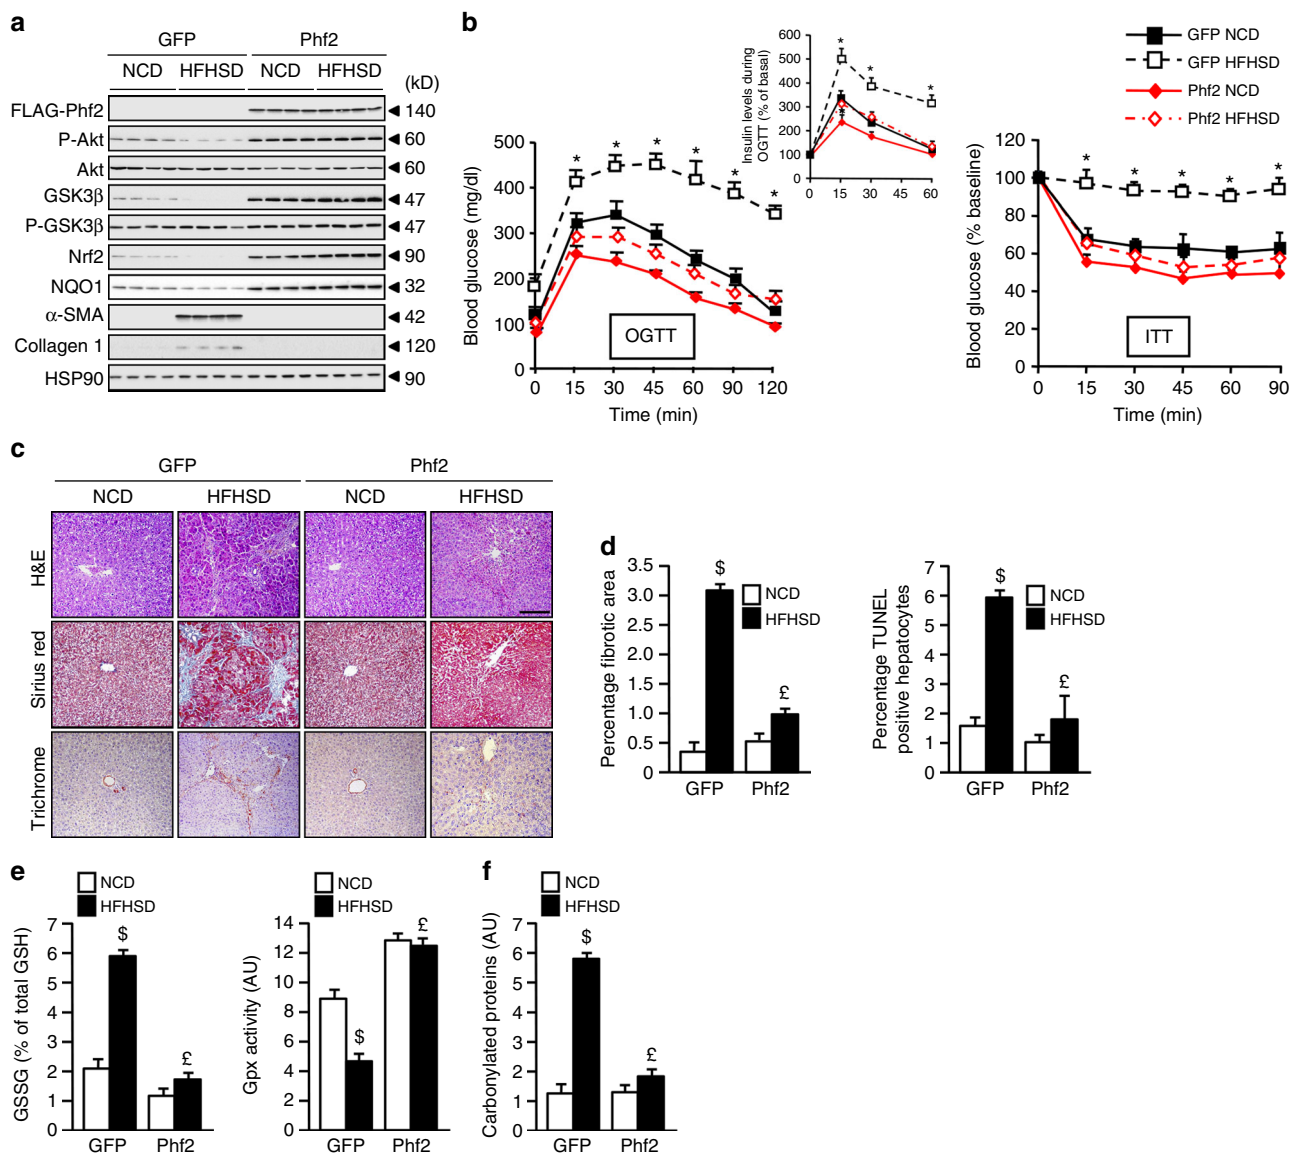 a
GFP Phf2
NCD HFHSD NCD HFHSD (kD)
FLAG-Phf2 140
P-Akt 60
Akt 60
GSK3β 47
P-GSK3β 47
Nrf2 90
NQO1 32
α-SMA 42
Collagen 1 120
HSP90 90
b
Blood glucose (mg/dl)
500
400
300
200
100
0
* * * * * *
OGTT
0 15 30 45 60 90 120
Time (min)
Insulin levels during
OGTT (% of basal)
600
500
400
300
200
100
0
* * *
*
0 15 30 45 60
GFP NCD
GFP HFHSD
Phf2 NCD
Phf2 HFHSD
Blood glucose (% baseline)
120
100
80
60
40
20
0
* * * * *
ITT
0 15 30 45 60 90
Time (min)
c
GFP Phf2
NCD HFHSD NCD HFHSD
H&E
Sirius red
Trichrome
d
Percentage fibrotic area
3.5
3.0
2.5
2.0
1.5
1.0
0.5
0
$
£
NCD
HFHSD
GFP Phf2
Percentage TUNEL
positive hepatocytes
7
6
5
4
3
2
1
0
$
£
NCD
HFHSD
GFP Phf2
e
NCD
HFHSD
GSSG (% of total GSH)
7
6
5
4
3
2
1
0
$
£
GFP Phf2
NCD
HFHSD
Gpx activity (AU)
14
12
10
8
6
4
2
0
$
£
GFP Phf2
f
NCD
HFHSD
Carbonylated proteins (AU)
7
6
5
4
3
2
1
0
$
£
GFP Phf2